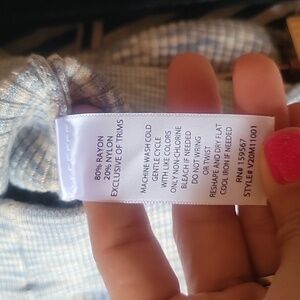 80% RAYON
20% NYLON
EXCLUSIVE OF TRIMS
MACHINE WASH COLD
GENTLE CYCLE
WITH LIKE COLORS
ONLY NON-CHLORINE
BLEACH IF NEEDED
DO NOT WRING
OR TWIST
RESHAPE AND DRY FLAT
COOL IRON IF NEEDED
RN# 159567
STYLE# V20M11001